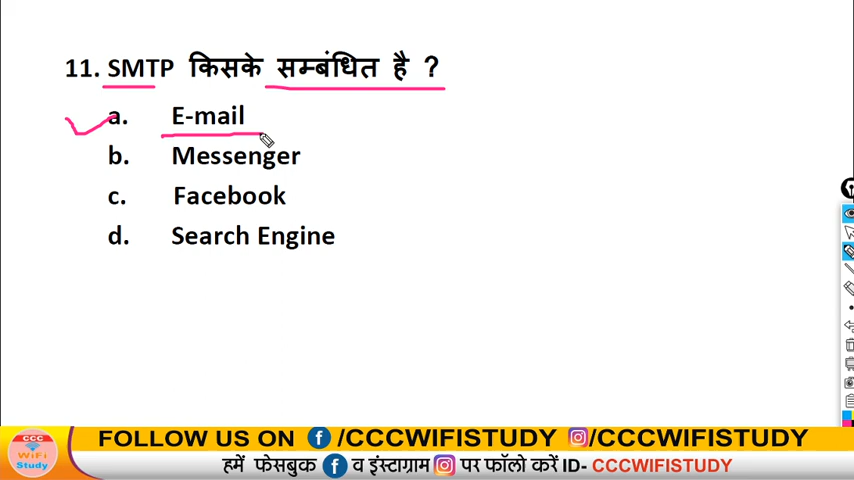 11. SMTP किसके सम्बंधित है ?
a. E-mail
b. Messenger
c. Facebook
d. Search Engine
CCC
WiFi
Study
FOLLOW US ON /CCCWIFISTUDY /CCCWIFISTUDY
हमें फेसबुक व इंस्टाग्राम पर फॉलो करें ID- CCCWIFISTUDY